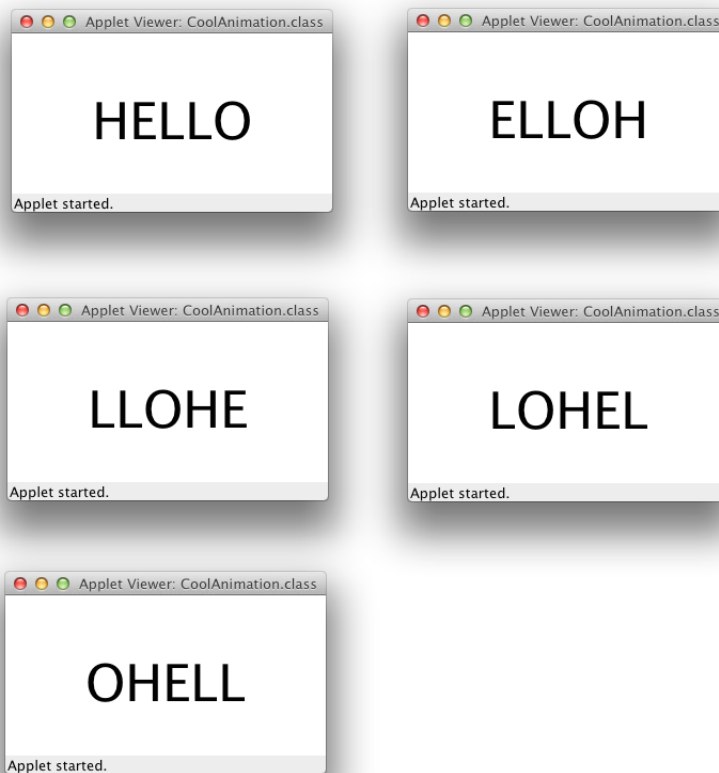 Applet Viewer: CoolAnimation.class
HELLO
Applet started.
Applet Viewer: CoolAnimation.class
ELLOH
Applet started.
Applet Viewer: CoolAnimation.class
LLOHE
Applet started.
Applet Viewer: CoolAnimation.class
LOHEL
Applet started.
Applet Viewer: CoolAnimation.class
OHELL
Applet started.